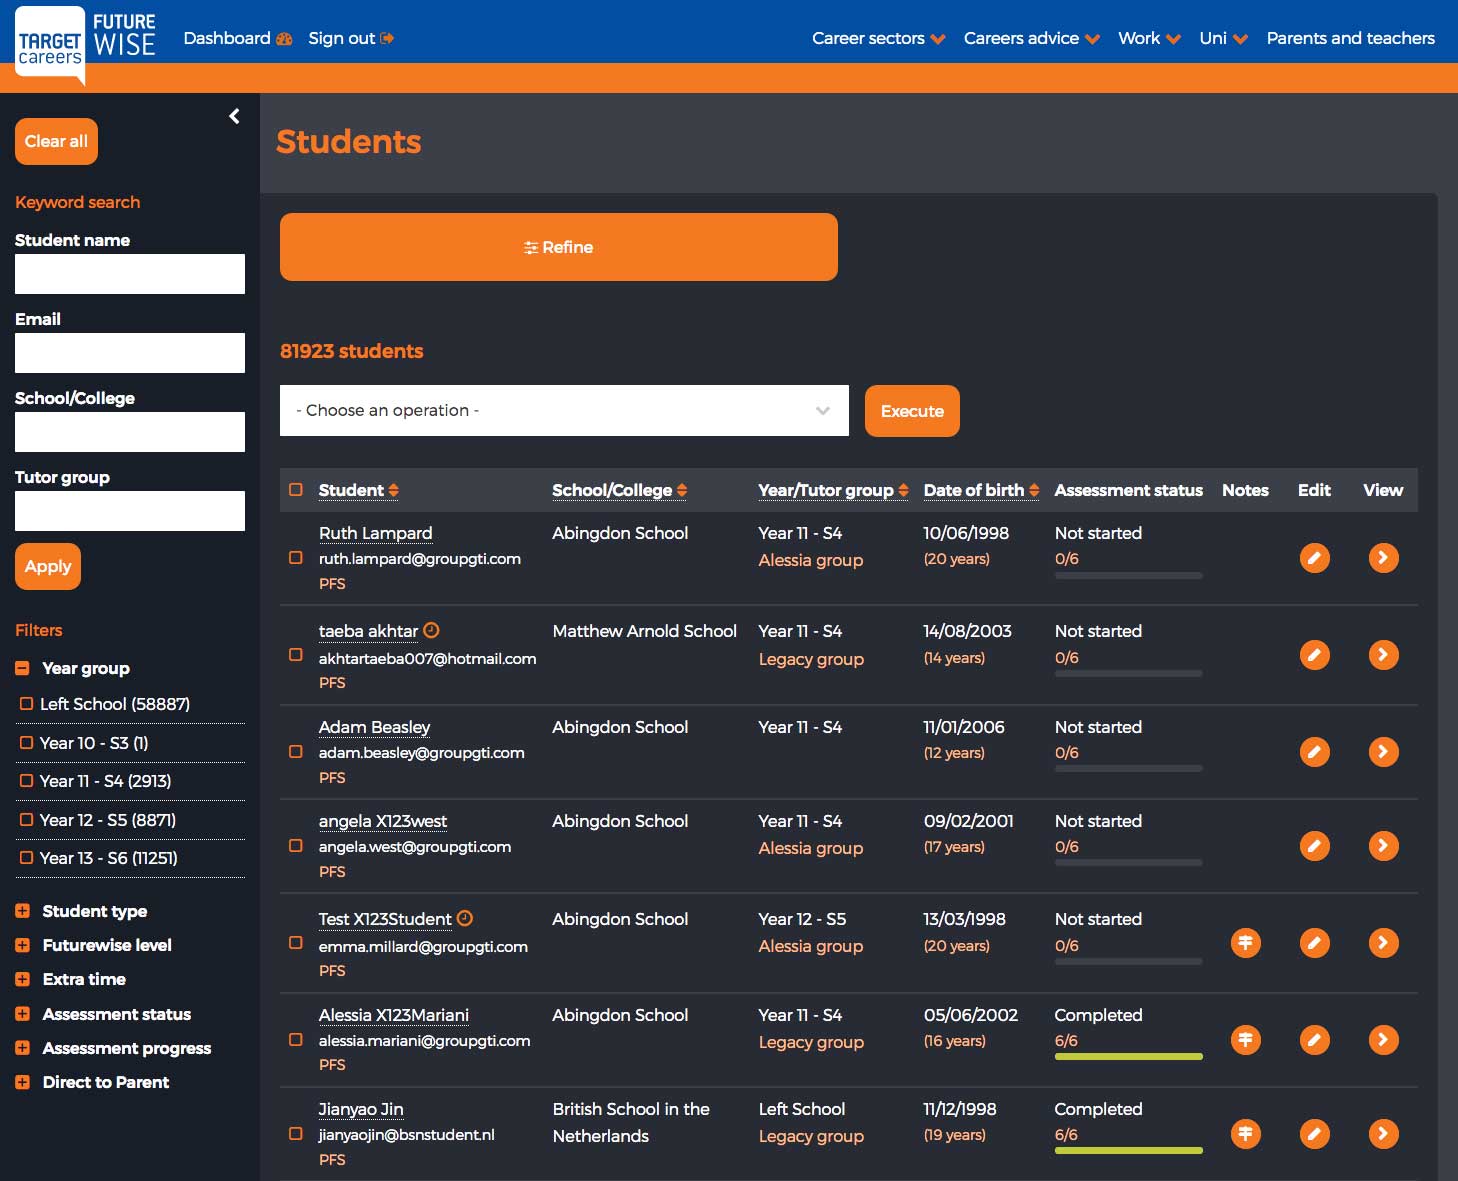 TARGET
careers
FUTURE
WISE
Dashboard
Sign out
Career sectors
Careers advice
Work
Uni
Parents and teachers
Clear all
Keyword search
Student name
Email
School/College
Tutor group
Apply
Filters
Year group
Left School (58887)
Year 10 - S3 (1)
Year 11 - S4 (2913)
Year 12 - S5 (8871)
Year 13 - S6 (11251)
Student type
Futurewise level
Extra time
Assessment status
Assessment progress
Direct to Parent
Students
Refine
81923 students
- Choose an operation -
Execute
Student School/College Year/Tutor group Date of birth Assessment status Notes Edit View
Ruth Lampard Abingdon School Year 11 - S4 10/06/1998 Not started
ruth.lampard@groupgti.com Alessia group (20 years) 0/6
PFS
taeba akhtar Matthew Arnold School Year 11 - S4 14/08/2003 Not started
akhtartaeba007@hotmail.com Legacy group (14 years) 0/6
PFS
Adam Beasley Abingdon School Year 11 - S4 11/01/2006 Not started
adam.beasley@groupgti.com (12 years) 0/6
PFS
angela X123west Abingdon School Year 11 - S4 09/02/2001 Not started
angela.west@groupgti.com Alessia group (17 years) 0/6
PFS
Test X123Student Abingdon School Year 12 - S5 13/03/1998 Not started
emma.millard@groupgti.com Alessia group (20 years) 0/6
PFS
Alessia X123Mariani Abingdon School Year 11 - S4 05/06/2002 Completed
alessia.mariani@groupgti.com Legacy group (16 years) 6/6
PFS
Jianyao Jin British School in the Left School 11/12/1998 Completed
jianyaojin@bsnstudent.nl Netherlands Legacy group (19 years) 6/6
PFS